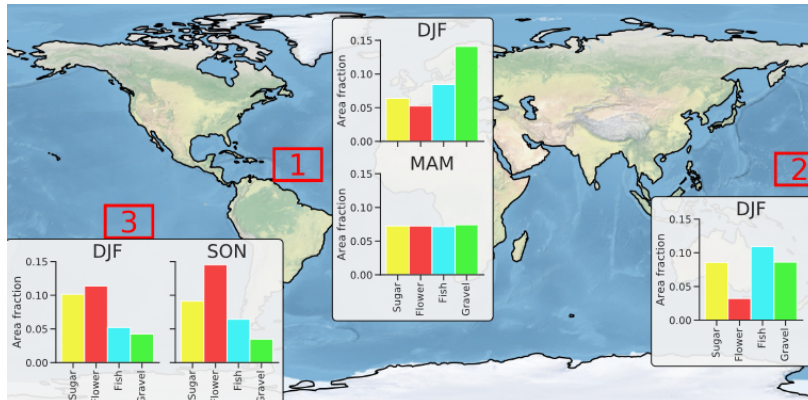 DJF
0.15
0.10
0.05
0.00
Area fraction
MAM
0.15
0.10
0.05
0.00
Area fraction
Sugar
Flower
Fish
Gravel
1
2
3
DJF
SON
0.15
0.10
0.05
0.00
Area fraction
Sugar
Flower
Fish
Gravel
Sugar
Flower
Fish
Gravel
DJF
0.15
0.10
0.05
0.00
Area fraction
Sugar
Flower
Fish
Gravel